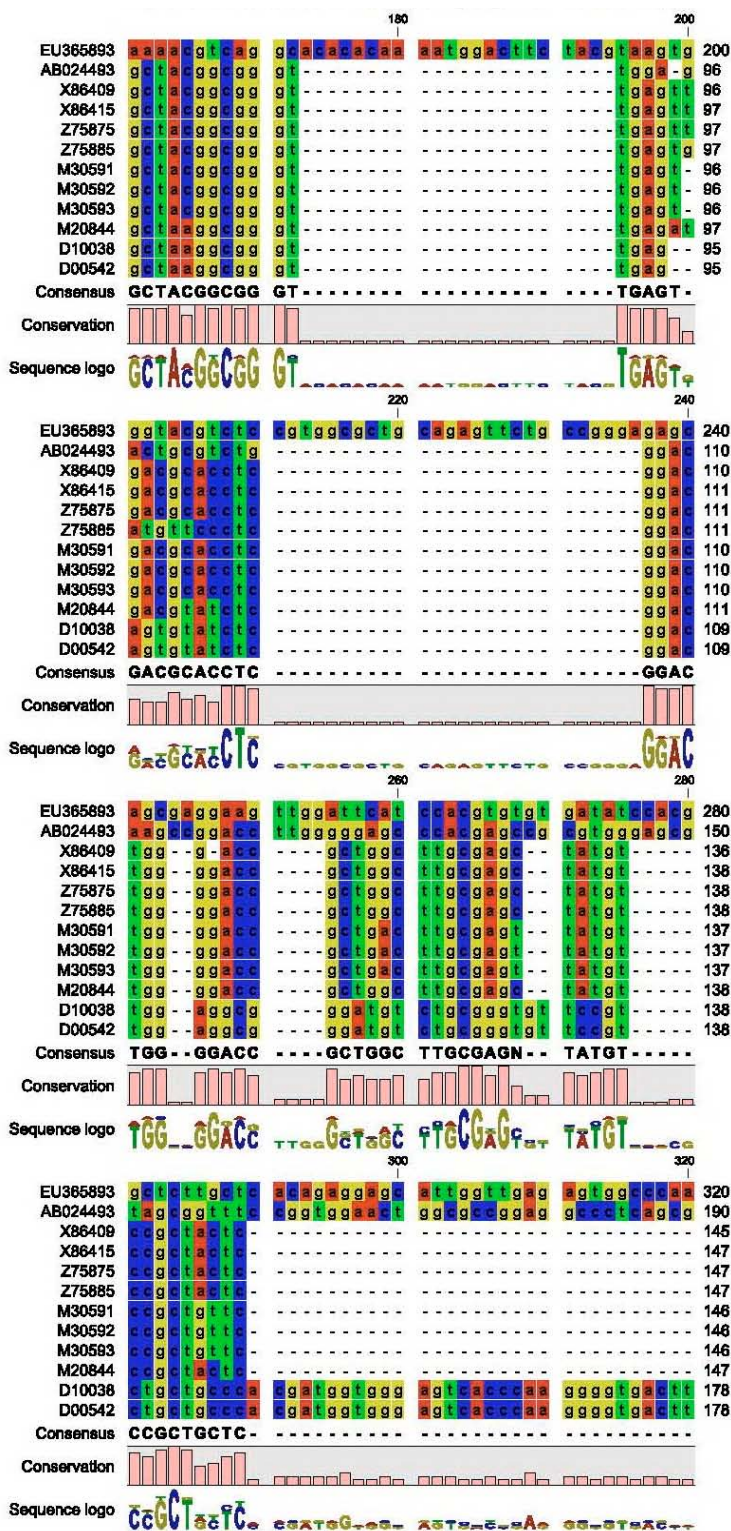 180 200
EU365893 aaaacgtcag gcacacacaa aatggacttc tacgtaagtg 200
AB024493 gctacggcgg gt-------- ---------- ----tgga-g 96
X86409 gctacggcgg gt-------- ---------- ----tgagtt 96
X86415 gctacggcgg gt-------- ---------- ----tgagtt 97
Z75875 gctacggcgg gt-------- ---------- ----tgagtt 97
Z75885 gctacggcgg gt-------- ---------- ----tgagtg 97
M30591 gctacggcgg gt-------- ---------- ----tgagt- 96
M30592 gctacggcgg gt-------- ---------- ----tgagt- 96
M30593 gctacggcgg gt-------- ---------- ----tgagt- 96
M20844 gctaaggcgg gt-------- ---------- ----tgagat 97
D10038 gctaaggcgg gt-------- ---------- ----tgag-- 95
D00542 gctaaggcgg gt-------- ---------- ----tgag-- 95
Consensus GCTACGGCGG GT-------- ---------- ----TGAGT-
Conservation
Sequence logo GCTACGGCGG GT TGAGT
220 240
EU365893 ggtacgtctc cgtggcgctg cagagttctg ccgggagagc 240
AB024493 actgcgtctg ---------- ---------- ------ggac 110
X86409 gacgcacctc ---------- ---------- ------ggac 110
X86415 gacgcacctc ---------- ---------- ------ggac 111
Z75875 gacgcacctc ---------- ---------- ------ggac 111
Z75885 atgttccctc ---------- ---------- ------ggac 111
M30591 gacgcacctc ---------- ---------- ------ggac 110
M30592 gacgcacctc ---------- ---------- ------ggac 110
M30593 gacgcacctc ---------- ---------- ------ggac 110
M20844 gacgtatctc ---------- ---------- ------ggac 111
D10038 agtgtatctc ---------- ---------- ------ggac 109
D00542 agtgtatctc ---------- ---------- ------ggac 109
Consensus GACGCACCTC ---------- ---------- ------GGAC
Conservation
Sequence logo GACGCACCTC CGTGGCGCTG CAGAGTTCTG CCGGGAGGAC
260 280
EU365893 agcgaggaag ttggattcat ccacgtgtgt gatatccacg 280
AB024493 aagccggacc ttgggggagc ccacgagccg cgtgggagcg 150
X86409 tgg--g-acc ----gctggc ttgcgagc-- tatgt----- 136
X86415 tgg--ggacc ----gctggc ttgcgagc-- tatgt----- 138
Z75875 tgg--ggacc ----gctggc ttgcgagc-- tatgt----- 138
Z75885 tgg--ggacc ----gctggc ttgcgagc-- tatgt----- 138
M30591 tgg--ggacc ----gctgac ttgcgagt-- tatgt----- 137
M30592 tgg--ggacc ----gctgac ttgcgagt-- tatgt----- 137
M30593 tgg--ggacc ----gctgac ttgcgagt-- tatgt----- 137
M20844 tgg--ggacc ----gctggc ttgcgagc-- tatgt----- 138
D10038 tgg--aggcg ----ggatgt ctgcgggtgt tccgt----- 138
D00542 tgg--aggcg ----ggatgt ctgcgggtgt tccgt----- 138
Consensus TGG--GGACC ----GCTGGC TTGCGAGN-- TATGT-----
Conservation
Sequence logo TGG GGACC TTGGGCTGGC TTGCGAGC TATGT
300 320
EU365893 gctcttgctc acagaggagc attggttgag agtggcccaa 320
AB024493 tagcggtttc cggtggaact ggcgccggag gccctcagcg 190
X86409 ccgctactc- ---------- ---------- ---------- 145
X86415 ccgctactc- ---------- ---------- ---------- 147
Z75875 ccgctactc- ---------- ---------- ---------- 147
Z75885 ccgctactc- ---------- ---------- ---------- 147
M30591 ccgctgttc- ---------- ---------- ---------- 146
M30592 ccgctgttc- ---------- ---------- ---------- 146
M30593 ccgctgttc- ---------- ---------- ---------- 146
M20844 ccgctactc- ---------- ---------- ---------- 147
D10038 ctgctgccca cgatggtggg agtcacccaa ggggtgactt 178
D00542 ctgctgccca cgatggtggg agtcacccaa ggggtgactt 178
Consensus CCGCTGCTC- ---------- ---------- ----------
Conservation
Sequence logo CCGCTGCTC